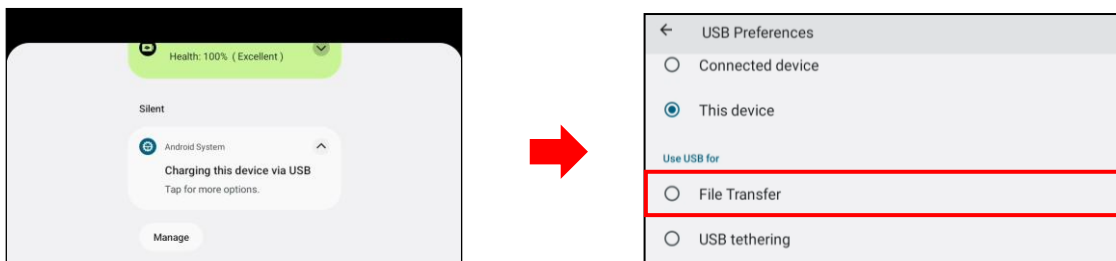 Health: 100% ( Excellent )
Silent
Android System
Charging this device via USB
Tap for more options.
Manage
USB Preferences
Connected device
This device
Use USB for
File Transfer
USB tethering